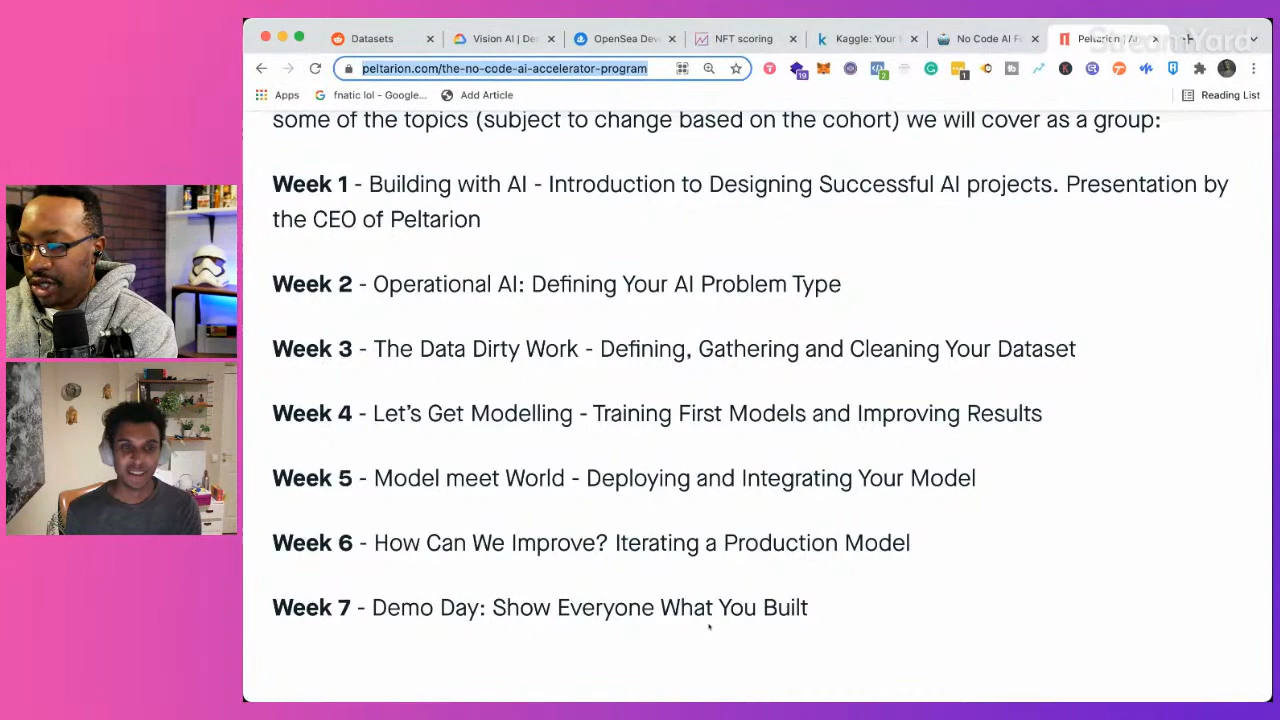 Datasets
Vision AI | De
OpenSea Dev
NFT scoring
Kaggle: Your
No Code AI F
Peltarion | A
StreamYard
peltarion.com/the-no-code-ai-accelerator-program
19
2
1
Apps
fnatic lol - Google...
Add Article
Reading List
some of the topics (subject to change based on the cohort) we will cover as a group:
Week 1 - Building with AI - Introduction to Designing Successful AI projects. Presentation by
the CEO of Peltarion
Week 2 - Operational AI: Defining Your AI Problem Type
Week 3 - The Data Dirty Work - Defining, Gathering and Cleaning Your Dataset
Week 4 - Let’s Get Modelling - Training First Models and Improving Results
Week 5 - Model meet World - Deploying and Integrating Your Model
Week 6 - How Can We Improve? Iterating a Production Model
Week 7 - Demo Day: Show Everyone What You Built